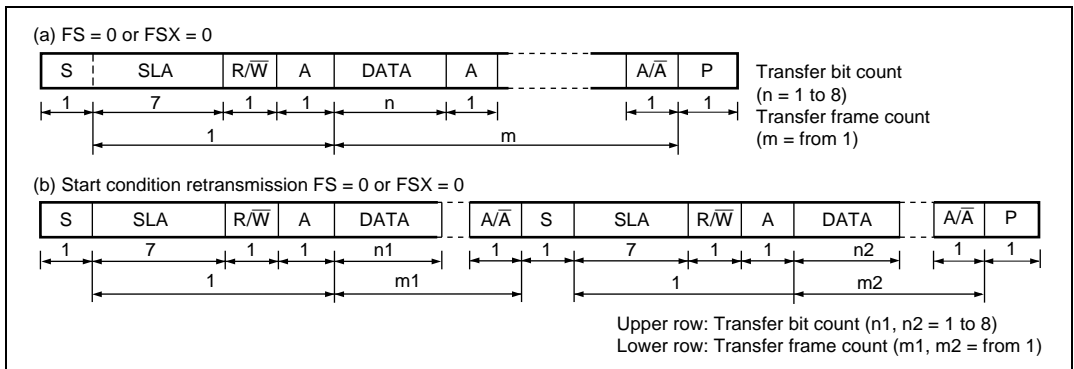 (a) FS = 0 or FSX = 0
S SLA R/W̅ A DATA A A/A̅ P
1 7 1 1 n 1 1 1
1 m
Transfer bit count
(n = 1 to 8)
Transfer frame count
(m = from 1)
(b) Start condition retransmission FS = 0 or FSX = 0
S SLA R/W̅ A DATA A/A̅ S SLA R/W̅ A DATA A/A̅ P
1 7 1 1 n1 1 1 7 1 1 n2 1 1
1 m1 1 m2
Upper row: Transfer bit count (n1, n2 = 1 to 8)
Lower row: Transfer frame count (m1, m2 = from 1)